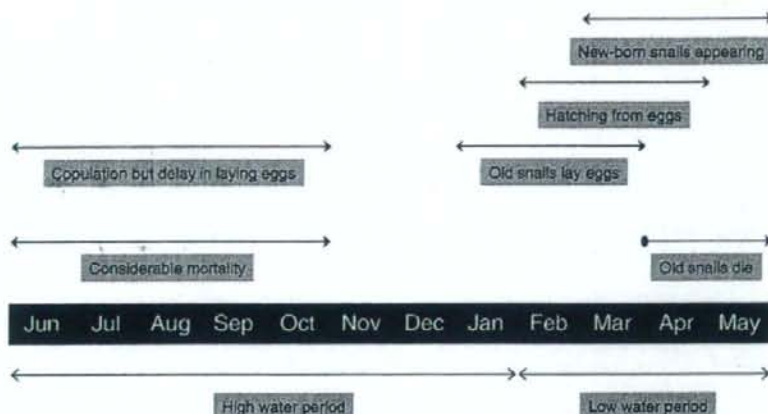 New-born snails appearing
Hatching from eggs
Copulation but delay in laying eggs
Old snails lay eggs
Considerable mortality
Old snails die
Jun Jul Aug Sep Oct Nov Dec Jan Feb Mar Apr May
High water period
Low water period